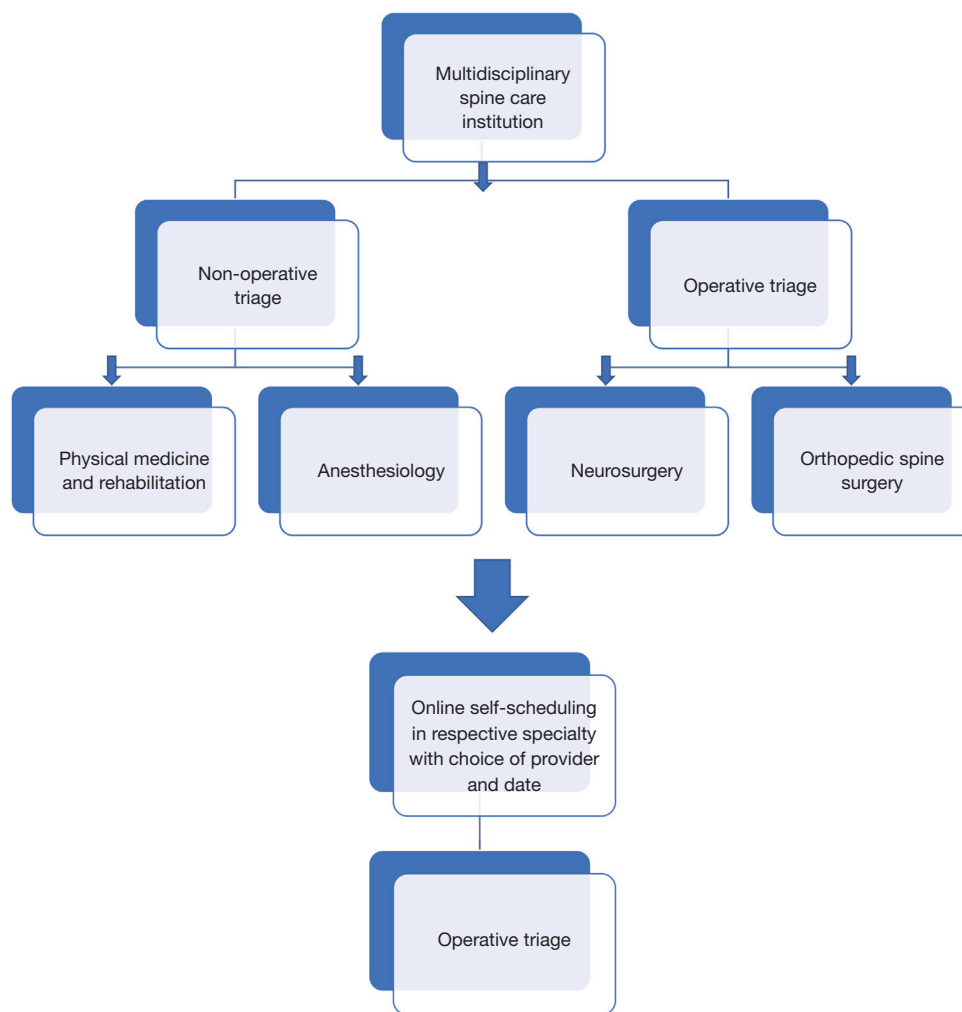 Multidisciplinary
spine care
institution
Non-operative
triage
Operative triage
Physical medicine
and rehabilitation
Anesthesiology
Neurosurgery
Orthopedic spine
surgery
Online self-scheduling
in respective specialty
with choice of provider
and date
Operative triage